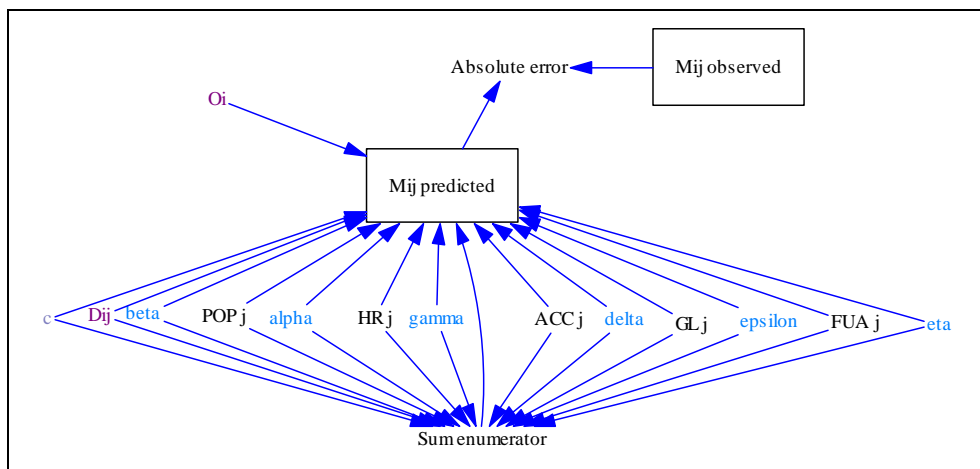 Absolute error
Mij observed
Oi
Mij predicted
c
Dij
beta
POP j
alpha
HR j
gamma
ACC j
delta
GL j
epsilon
FUA j
eta
Sum enumerator